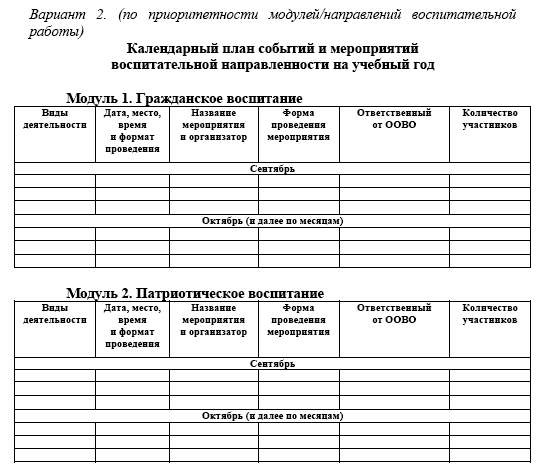 Вариант 2. (по приоритетности модулей/направлений воспитательной
работы)
Календарный план событий и мероприятий
воспитательной направленности на учебный год
Модуль 1. Гражданское воспитание
Виды деятельности | Дата, место, время и формат проведения | Название мероприятия и организатор | Форма проведения мероприятия | Ответственный от ООВО | Количество участников
Сентябрь
Октябрь (и далее по месяцам)
Модуль 2. Патриотическое воспитание
Виды деятельности | Дата, место, время и формат проведения | Название мероприятия и организатор | Форма проведения мероприятия | Ответственный от ООВО | Количество участников
Сентябрь
Октябрь (и далее по месяцам)